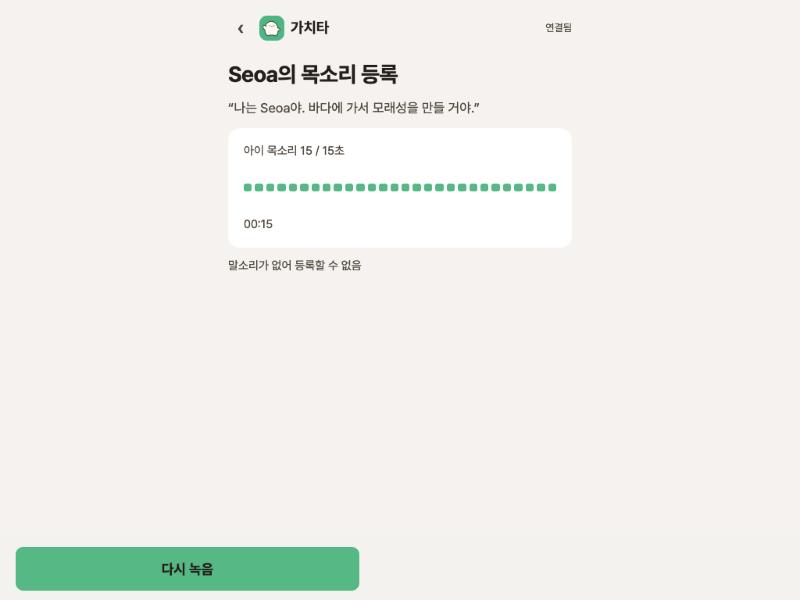 ‹ 가치타 연결됨
Seoa의 목소리 등록
“나는 Seoa야. 바다에 가서 모래성을 만들 거야.”
아이 목소리 15 / 15초
00:15
말소리가 없어 등록할 수 없음
다시 녹음